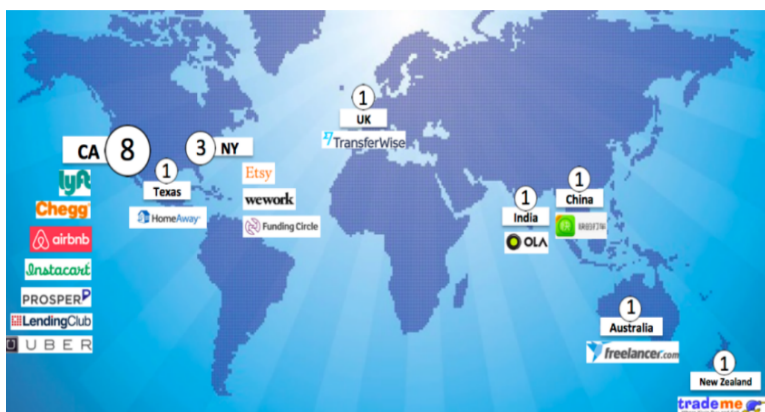 CA 8
lyft
Chegg
airbnb
instacart
PROSPER
LendingClub
UBER
1
Texas
HomeAway
3 NY
Etsy
wework
Funding Circle
1
UK
TransferWise
1
India
OLA
1
China
1
Australia
freelancer.com
1
New Zealand
trademe